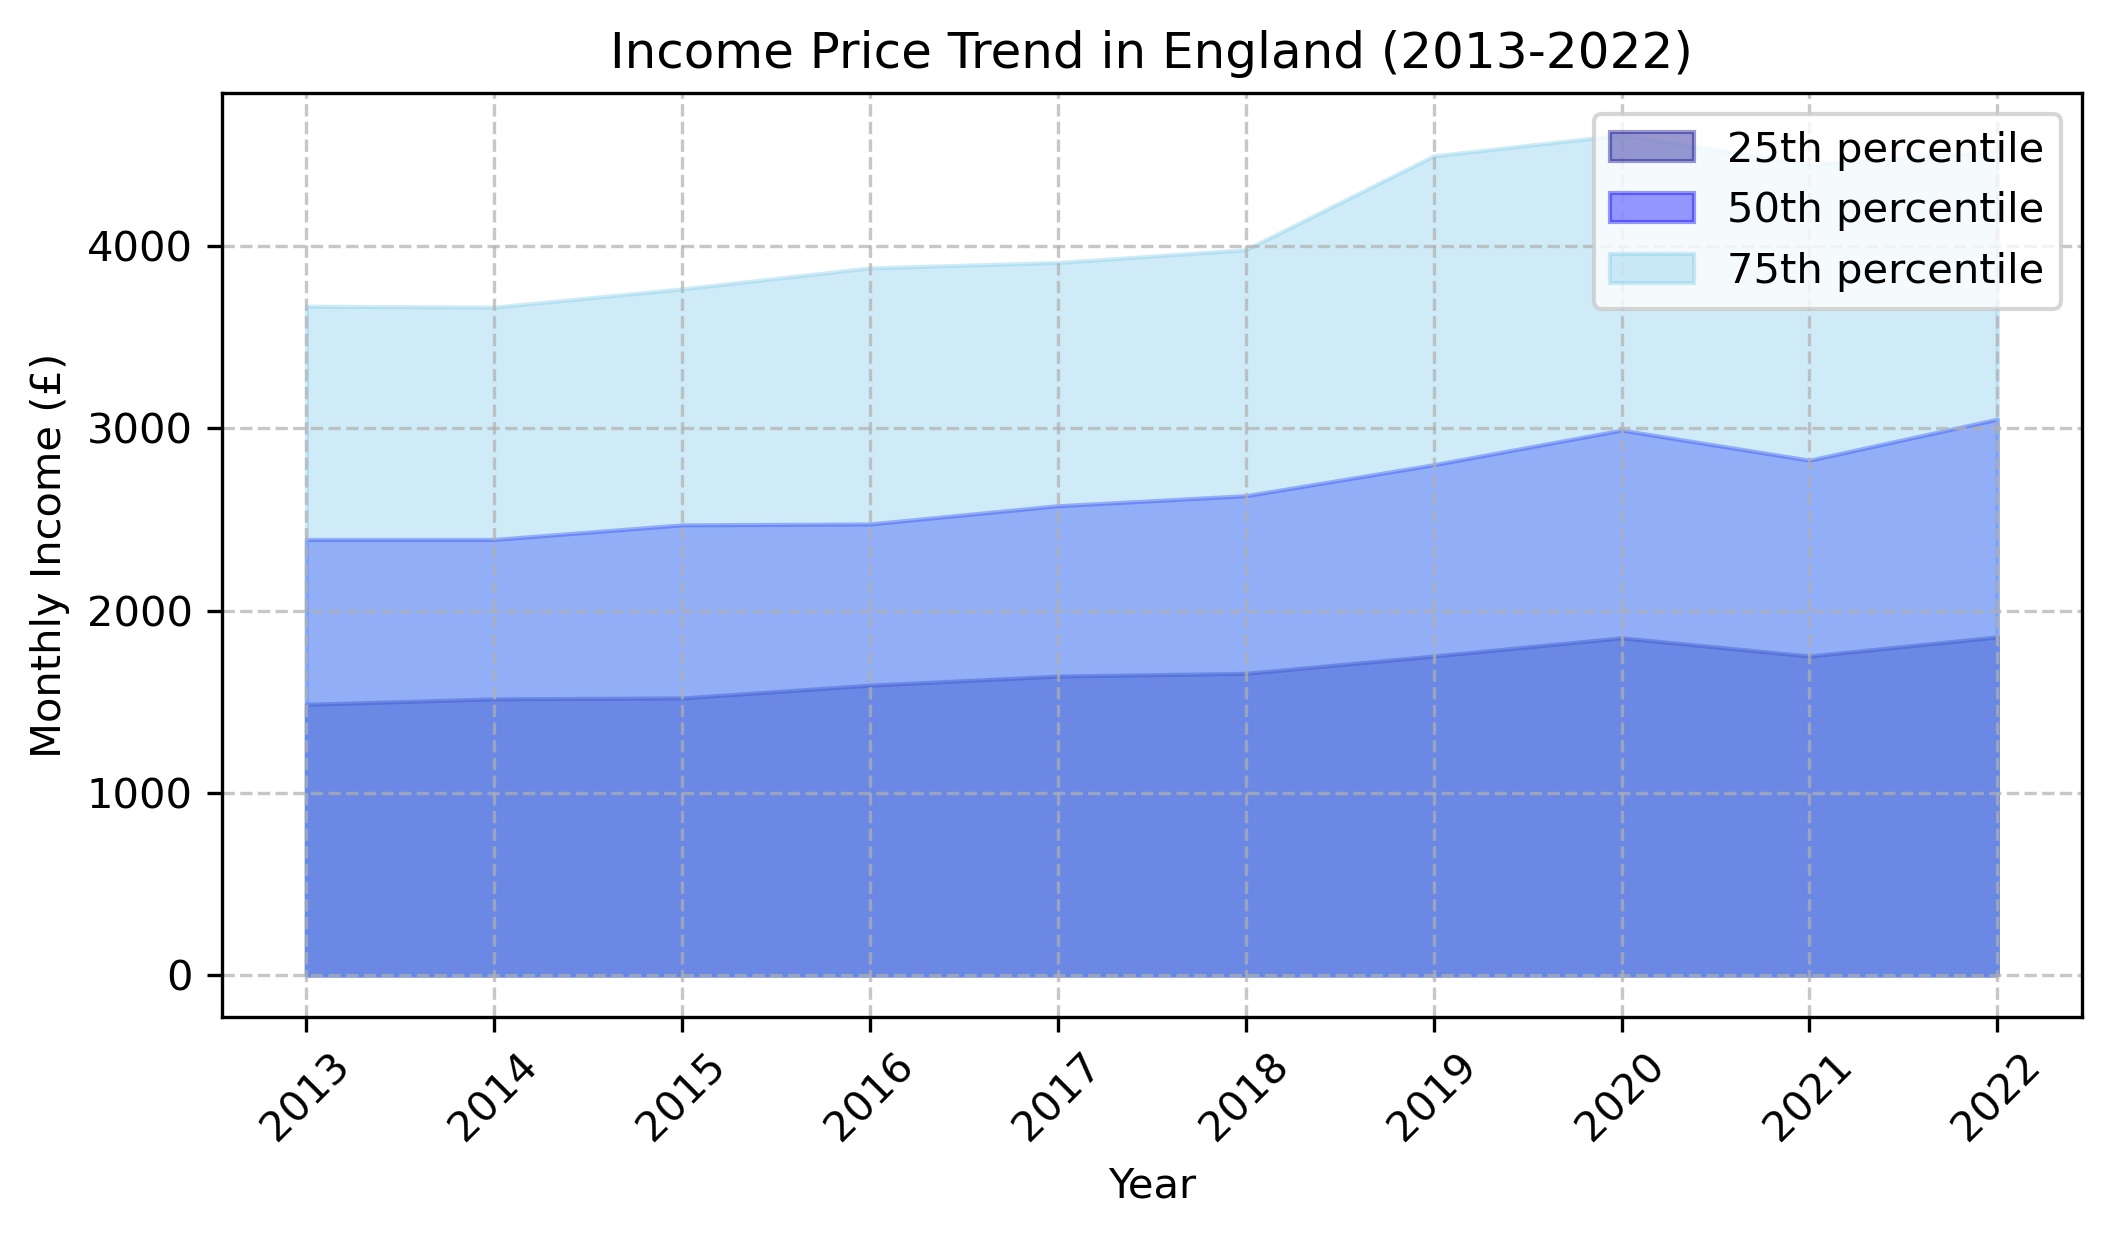 Income Price Trend in England (2013-2022)
25th percentile
50th percentile
75th percentile
Monthly Income (£)
4000
3000
2000
1000
0
2013
2014
2015
2016
2017
2018
2019
2020
2021
2022
Year